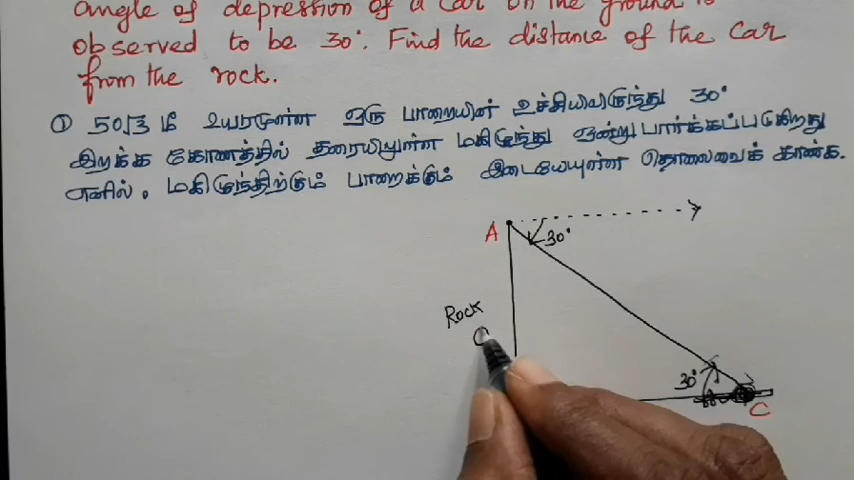 angle of depression of a car on the ground is
observed to be 30°. Find the distance of the car
from the rock.
① 50√3 மீ உயரமுள்ள ஒரு பாறையின் உச்சியிலிருந்து 30°
இறக்க கோணத்தில் தரையிலுள்ள மகிழுந்து ஒன்று பார்க்கப்படுகிறது
எனில். மகிழுந்திற்கும் பாறைக்கும் இடையேயுள்ள தொலைவைக் காண்க.
A
30°
Rock
30°
C